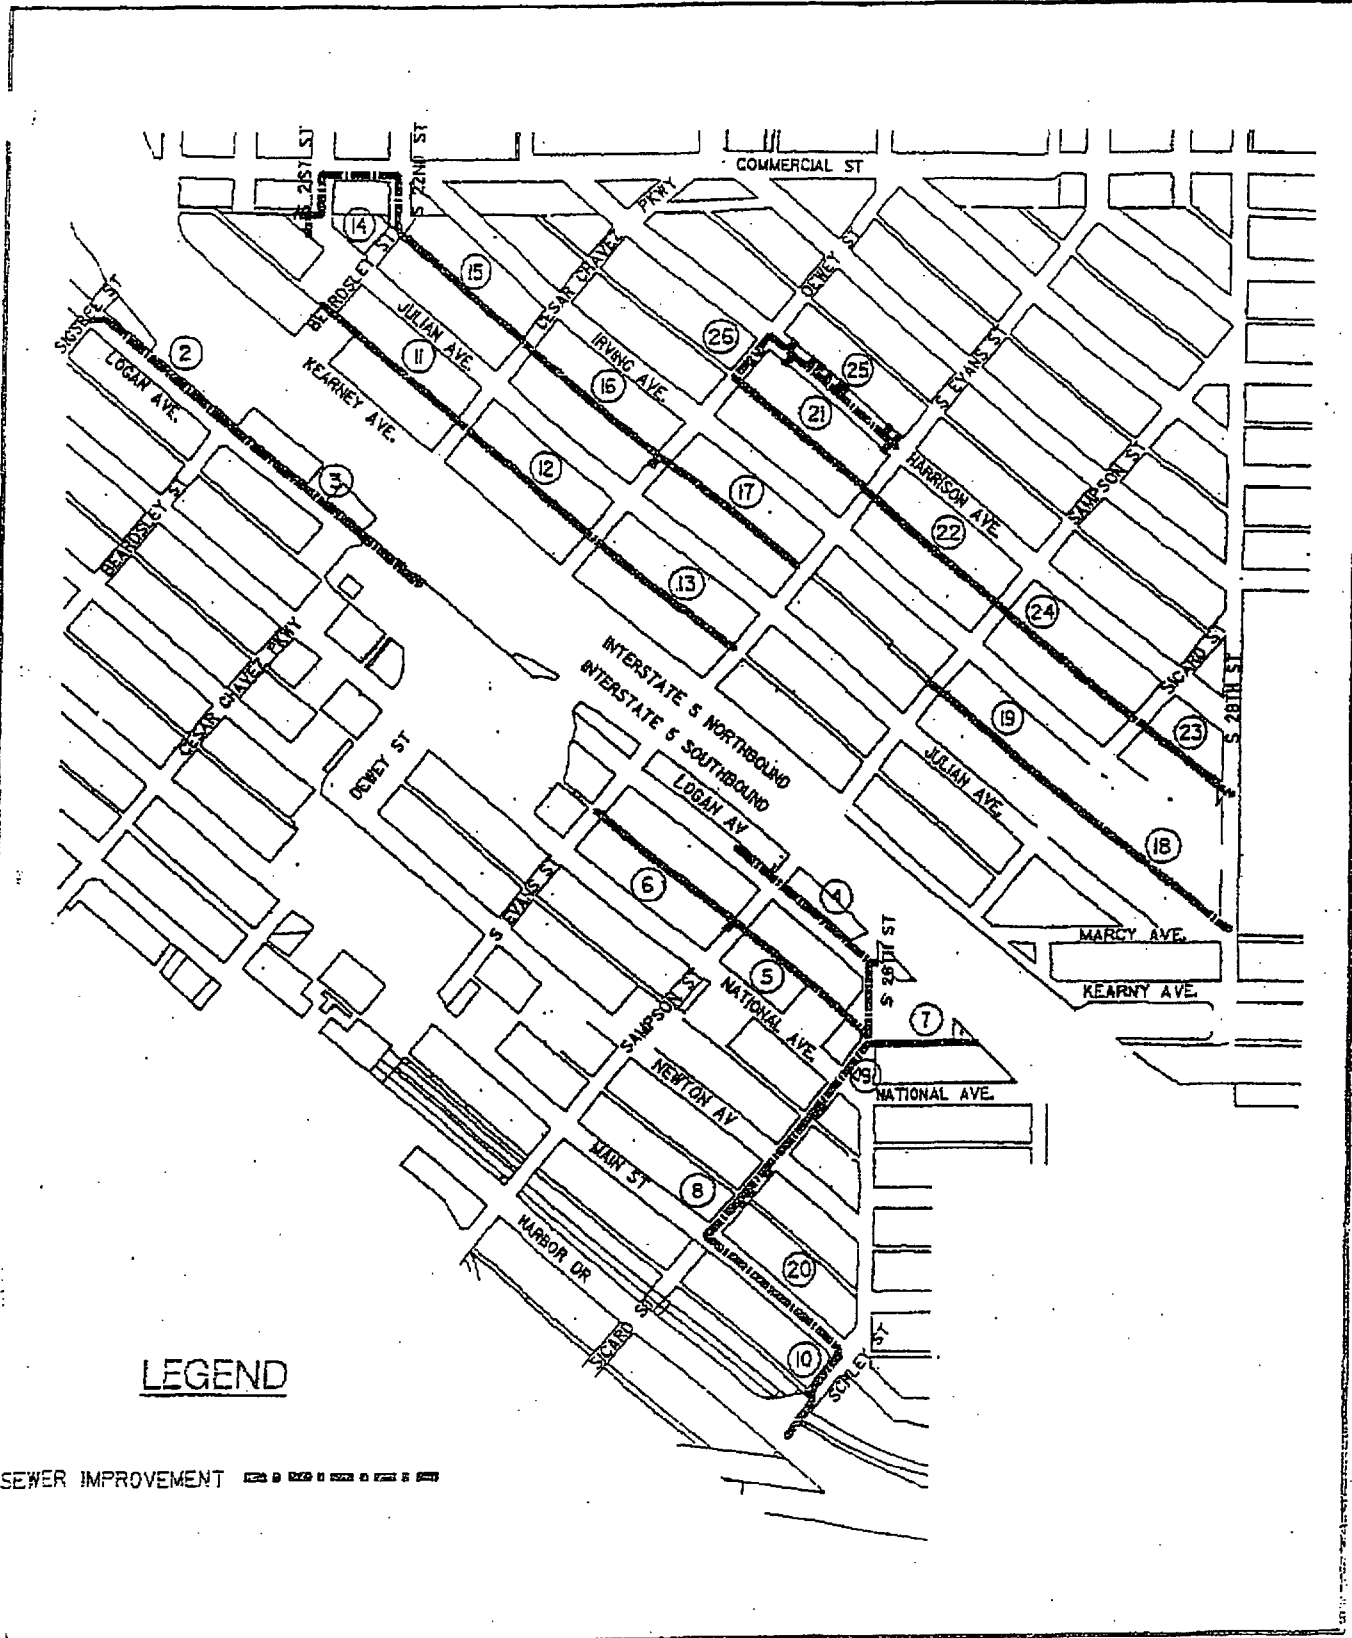 S 21ST ST
S 22ND ST
COMMERCIAL ST
PKWY
14
BEARDSLEY ST
15
CESAR CHAVEZ
DEWEY ST
SIGSBEE ST
2
LOGAN AVE.
JULIAN AVE.
11
KEARNEY AVE.
IRVING AVE.
16
26
25
21
S EVANS ST
12
17
HARRISON AVE.
22
SAMPSON ST
BEARDSLEY ST
13
24
SICARD ST
S 28TH ST
CESAR CHAVEZ PKWY
INTERSTATE 5 NORTHBOUND
INTERSTATE 5 SOUTHBOUND
19
23
DEWEY ST
LOGAN AV
JULIAN AVE.
18
6
4
S EVANS ST
S 26TH ST
MARCY AVE.
5
NATIONAL AVE.
KEARNY AVE.
SAMPSON ST
7
9
NATIONAL AVE.
NEWTON AV
MAIN ST
8
HARBOR DR
20
SICARD ST
10
SCHLEY ST
LEGEND
SEWER IMPROVEMENT